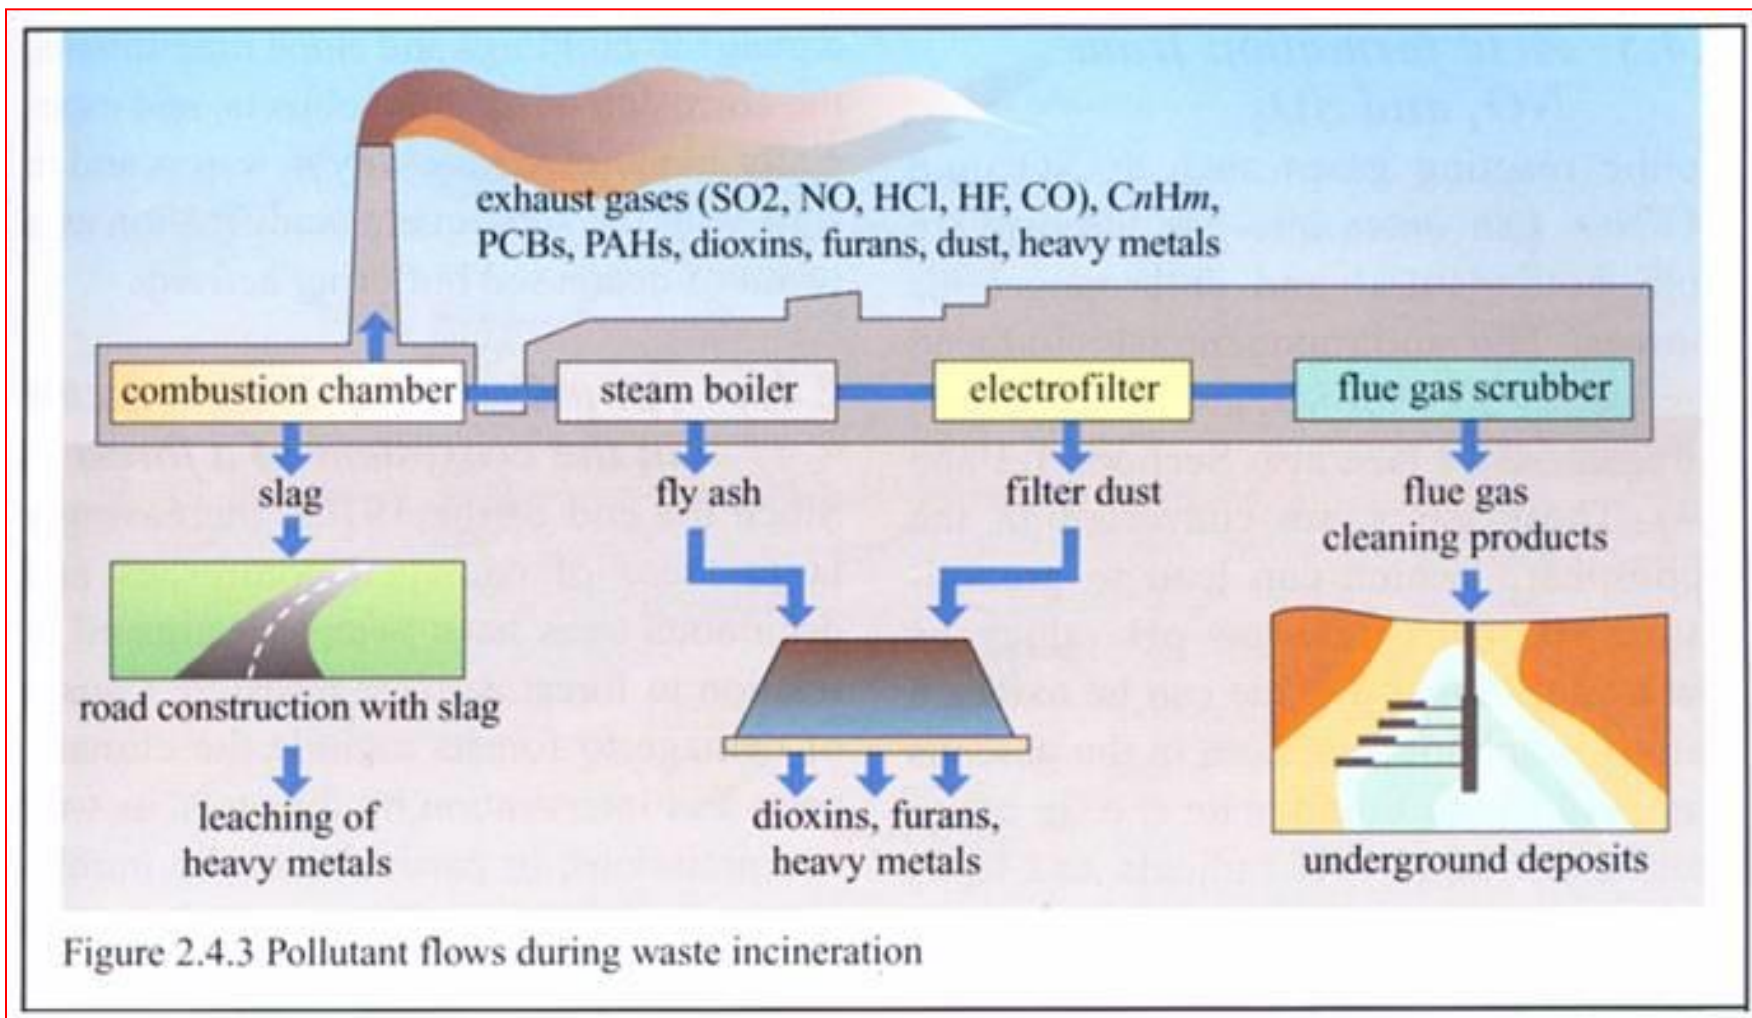 exhaust gases (SO2, NO, HCl, HF, CO), CnHm,
PCBs, PAHs, dioxins, furans, dust, heavy metals
combustion chamber
steam boiler
electrofilter
flue gas scrubber
slag
fly ash
filter dust
flue gas
cleaning products
road construction with slag
leaching of
heavy metals
dioxins, furans,
heavy metals
underground deposits
Figure 2.4.3 Pollutant flows during waste incineration